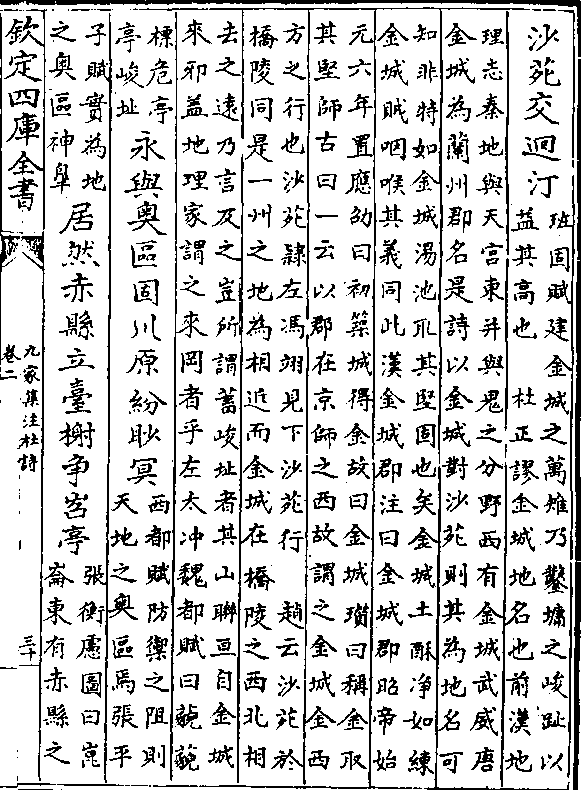 沙苑交迴汀
班固賦建金城之萬雉乃鑿墉之峻趾以
益其高也　杜正謬金城地名也前漢地
理志秦地與天宫東井與鬼之分野西有金城武威唐
金城為蘭州郡名是詩以金城對沙苑則其為地名可
知非特如金城湯池取其堅固也矣金城土酥净如練
金城賊咽喉其義同此漢金城郡注曰金城郡昭帝始
元六年置應劭曰初築城得金故曰金城瓚曰稱金取
其堅師古曰一云以郡在京師之西故謂之金城金西
方之行也沙苑隷左馮翊見下沙苑行　趙云沙苑於
橋陵同是一州之地為相近而金城在橋陵之西北相
去之遠乃言及之豈所謂蓄峻址者其山聯亘自金城
來邪葢地理家謂之來岡者乎左太冲魏都賦曰藐藐
標危亭
亭峻址
永與奥區固川原紛眇冥
西都賦防禦之阻則
天地之奥區焉張平
子賦實為地
之奥區神臯
居然赤縣立臺榭争岧亭
張衡慮圖曰崑
崙東有赤縣之
欽定四庫全書
九家集注杜詩
卷二
三十